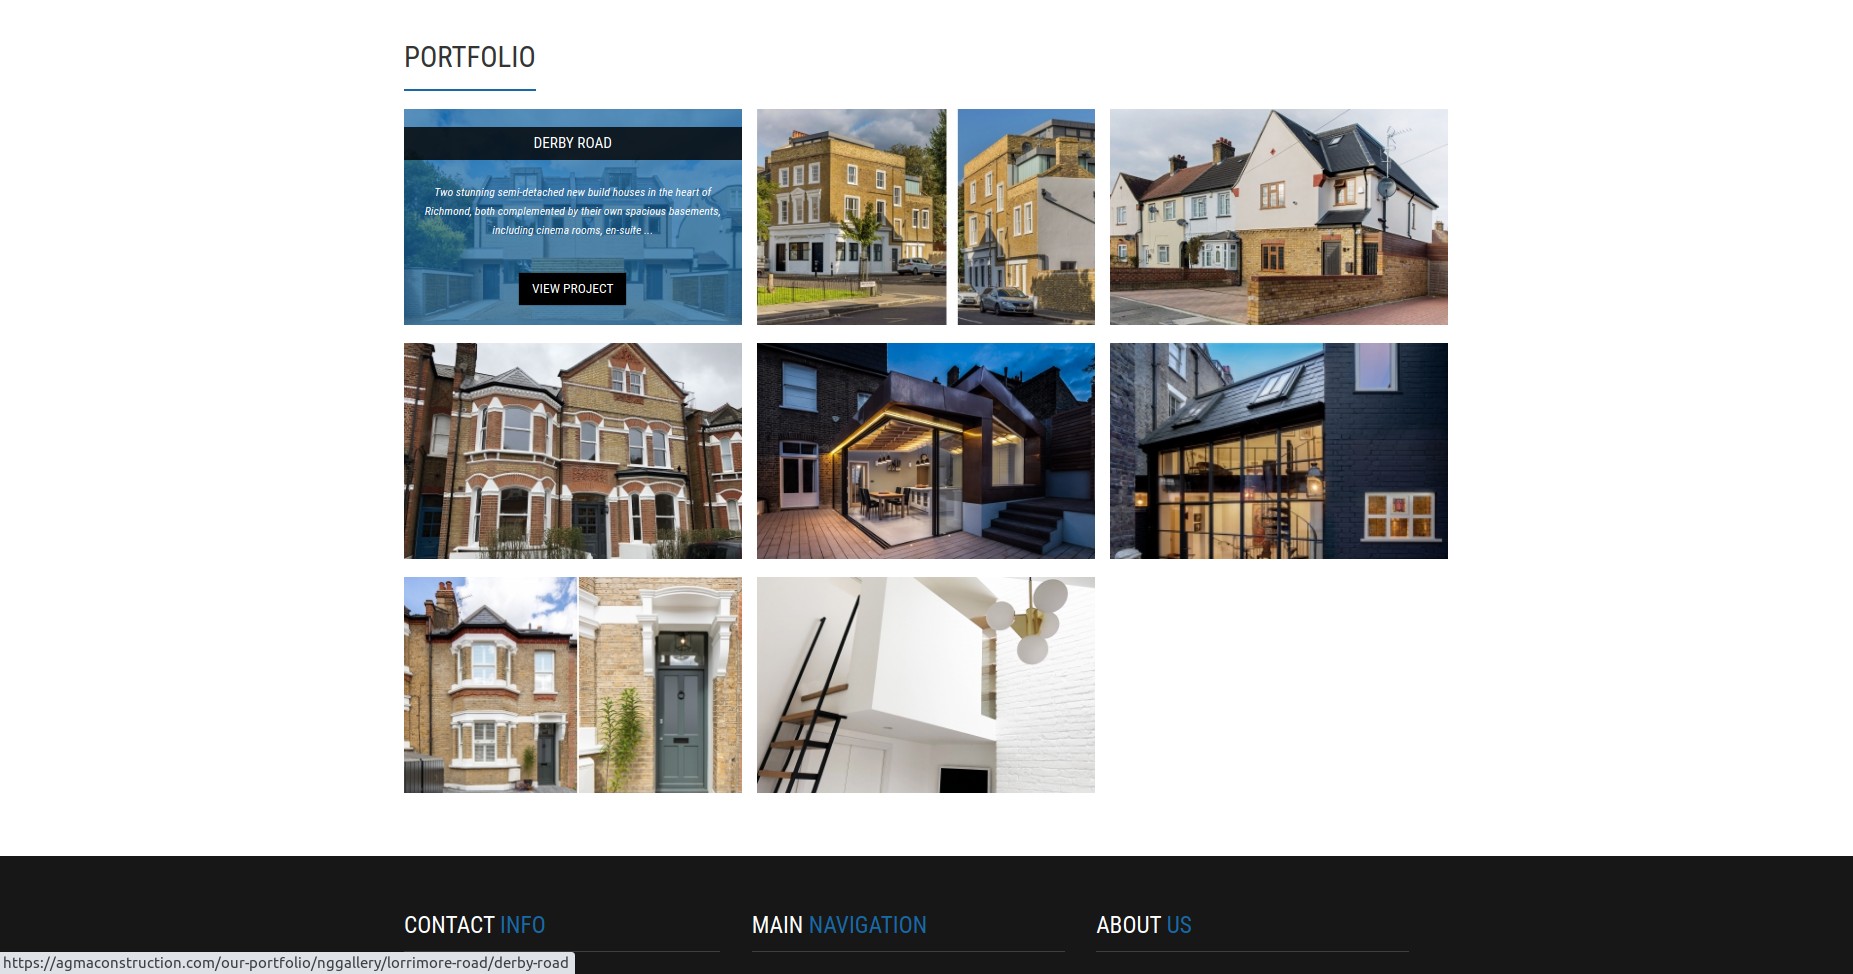 PORTFOLIO
DERBY ROAD
Two stunning semi-detached new build houses in the heart of
Richmond, both complemented by their own spacious basements,
including cinema rooms, en-suite ...
VIEW PROJECT
CONTACT INFO
MAIN NAVIGATION
ABOUT US
https://agmaconstruction.com/our-portfolio/nggallery/lorrimore-road/derby-road